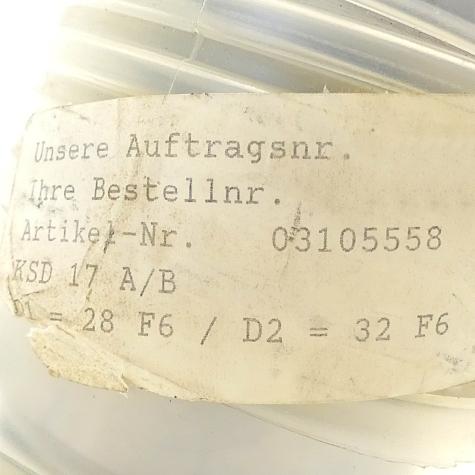 Unsere Auftragsnr.
Ihre Bestellnr.
Artikel-Nr. 03105558
KSD 17 A/B
D1 = 28 F6 / D2 = 32 F6